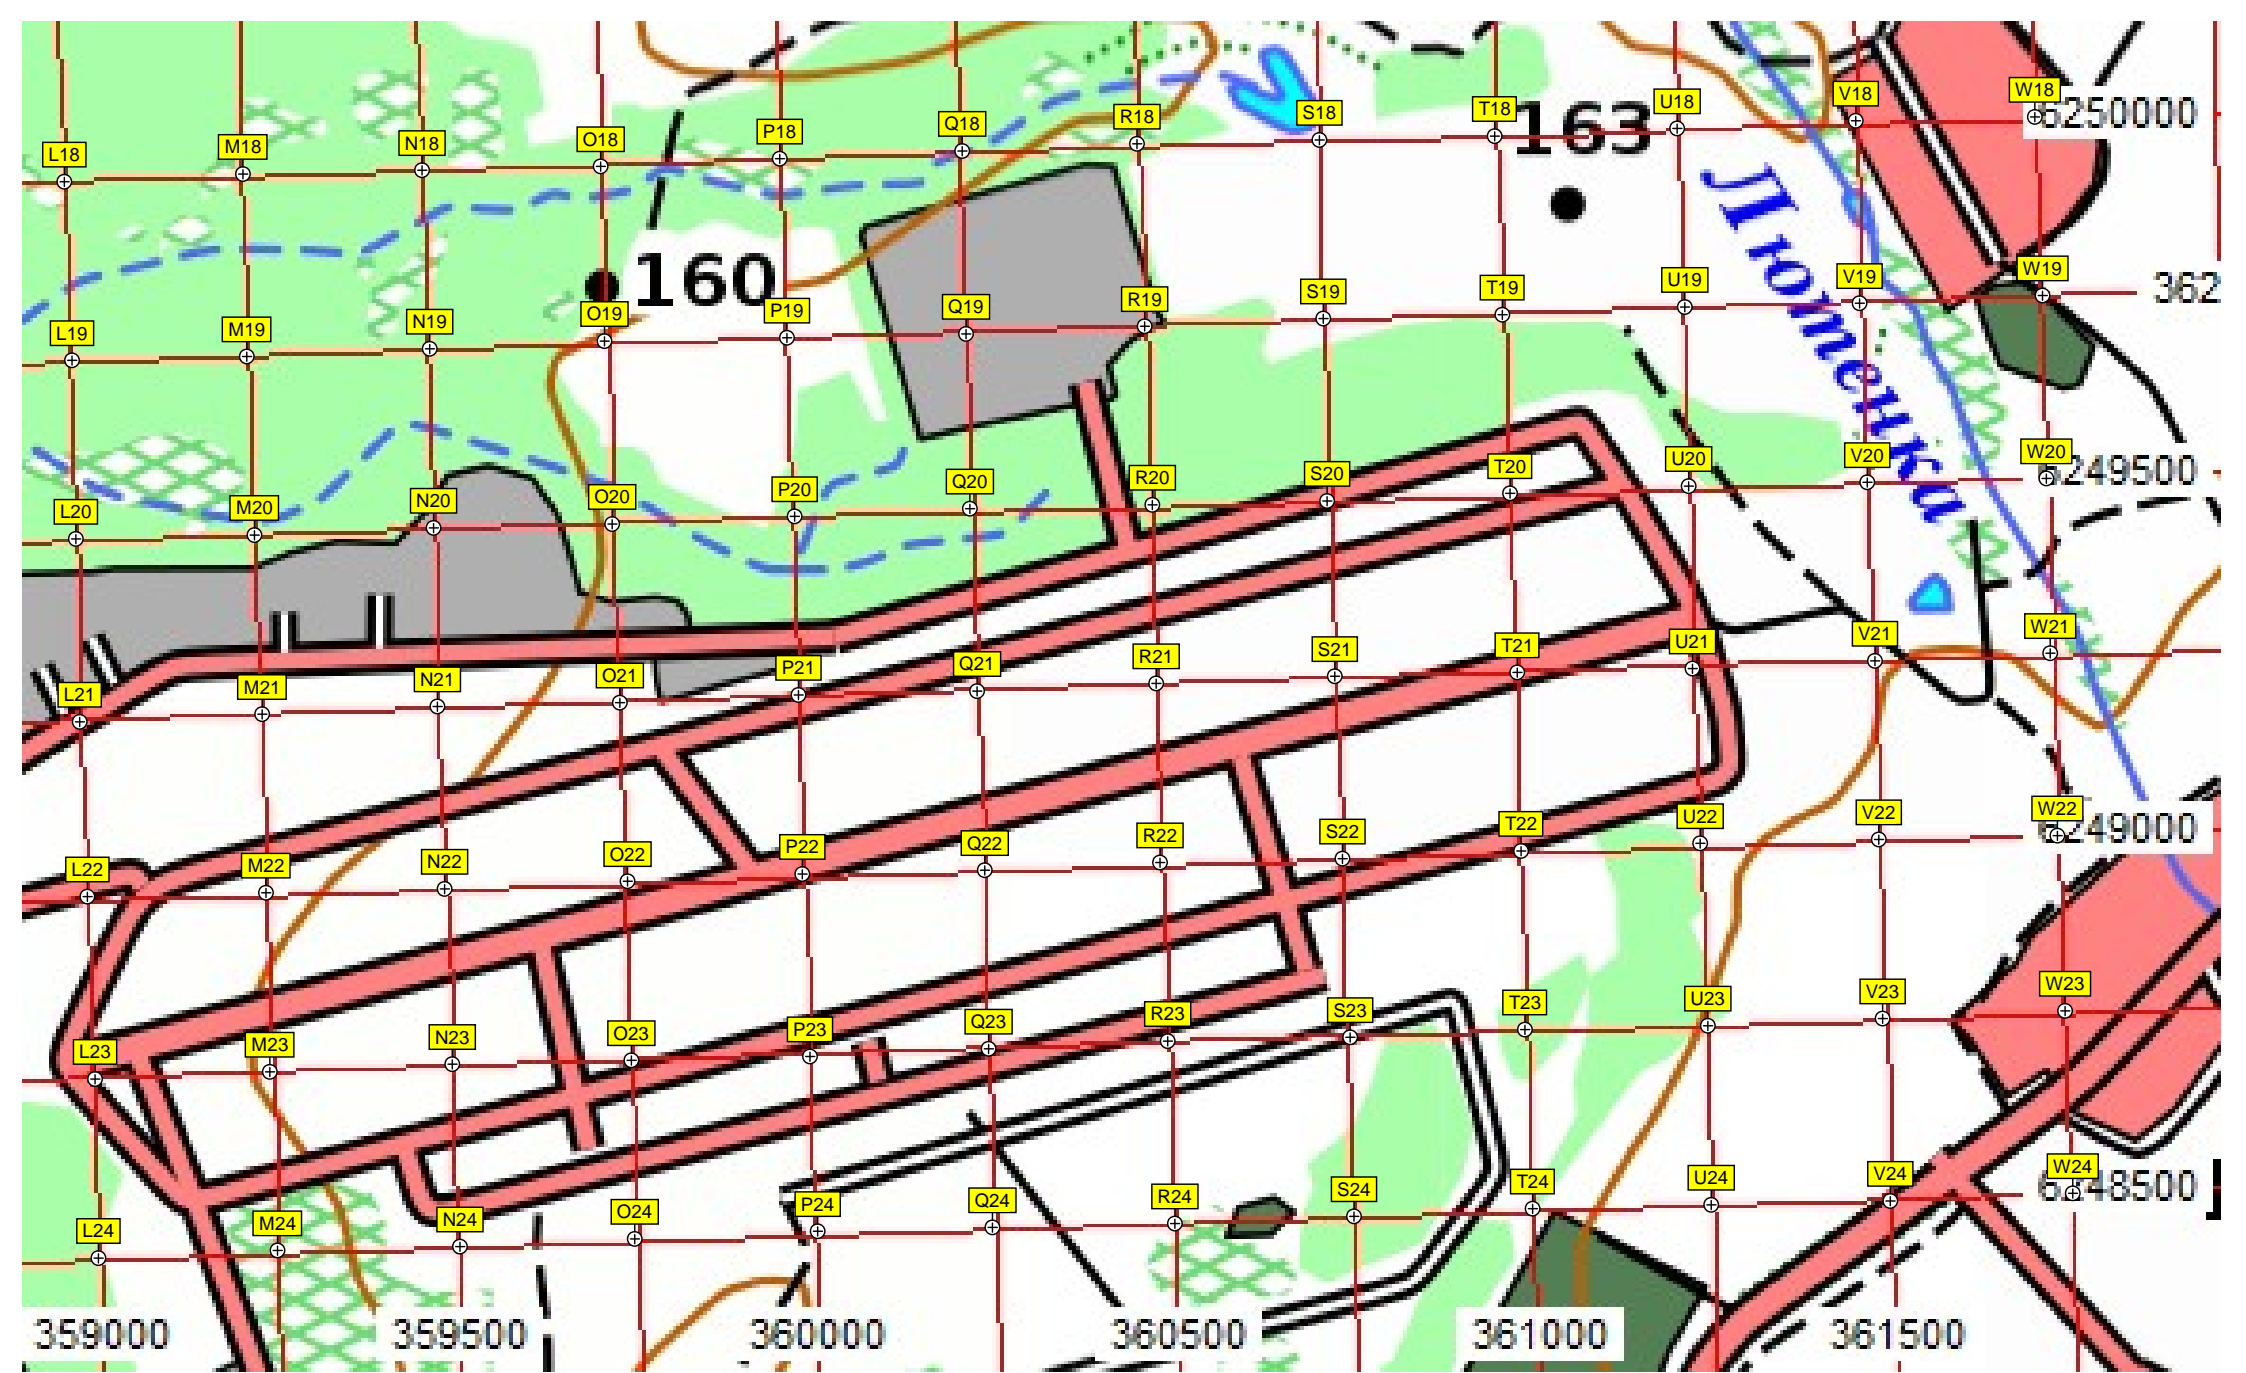 L18 M18 N18 O18 P18 Q18 R18 S18 T18 U18 V18 W18
6250000
163
160
Лютенка
362
L19 M19 N19 O19 P19 Q19 R19 S19 T19 U19 V19 W19
L20 M20 N20 O20 P20 Q20 R20 S20 T20 U20 V20 W20
6249500
L21 M21 N21 O21 P21 Q21 R21 S21 T21 U21 V21 W21
L22 M22 N22 O22 P22 Q22 R22 S22 T22 U22 V22 W22
6249000
L23 M23 N23 O23 P23 Q23 R23 S23 T23 U23 V23 W23
L24 M24 N24 O24 P24 Q24 R24 S24 T24 U24 V24 W24
6248500
359000 359500 360000 360500 361000 361500